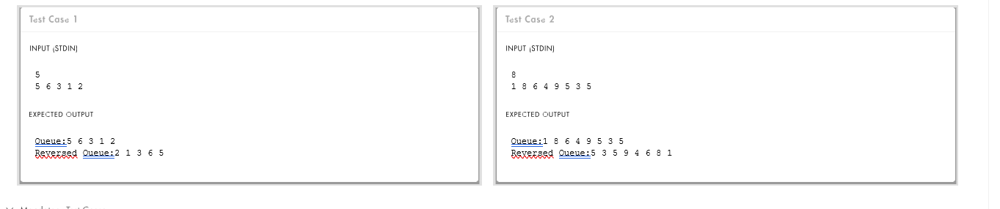 Test Case 1
INPUT (STDIN)
5
5 6 3 1 2
EXPECTED OUTPUT
Queue:5 6 3 1 2
Reversed Queue:2 1 3 6 5
Test Case 2
INPUT (STDIN)
8
1 8 6 4 9 5 3 5
EXPECTED OUTPUT
Queue:1 8 6 4 9 5 3 5
Reversed Queue:5 3 5 9 4 6 8 1